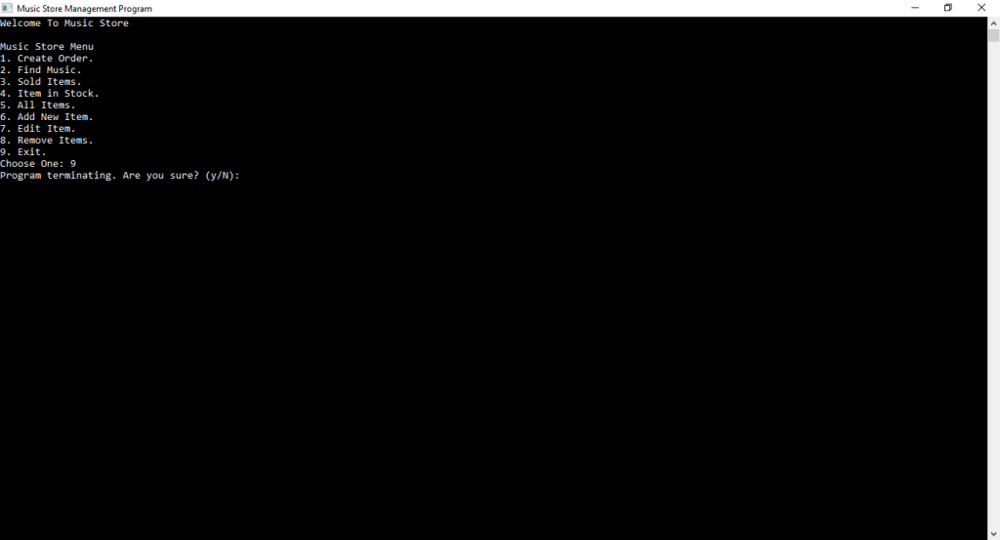 Music Store Management Program
Welcome To Music Store
Music Store Menu
1. Create Order.
2. Find Music.
3. Sold Items.
4. Item in Stock.
5. All Items.
6. Add New Item.
7. Edit Item.
8. Remove Items.
9. Exit.
Choose One: 9
Program terminating. Are you sure? (y/N):